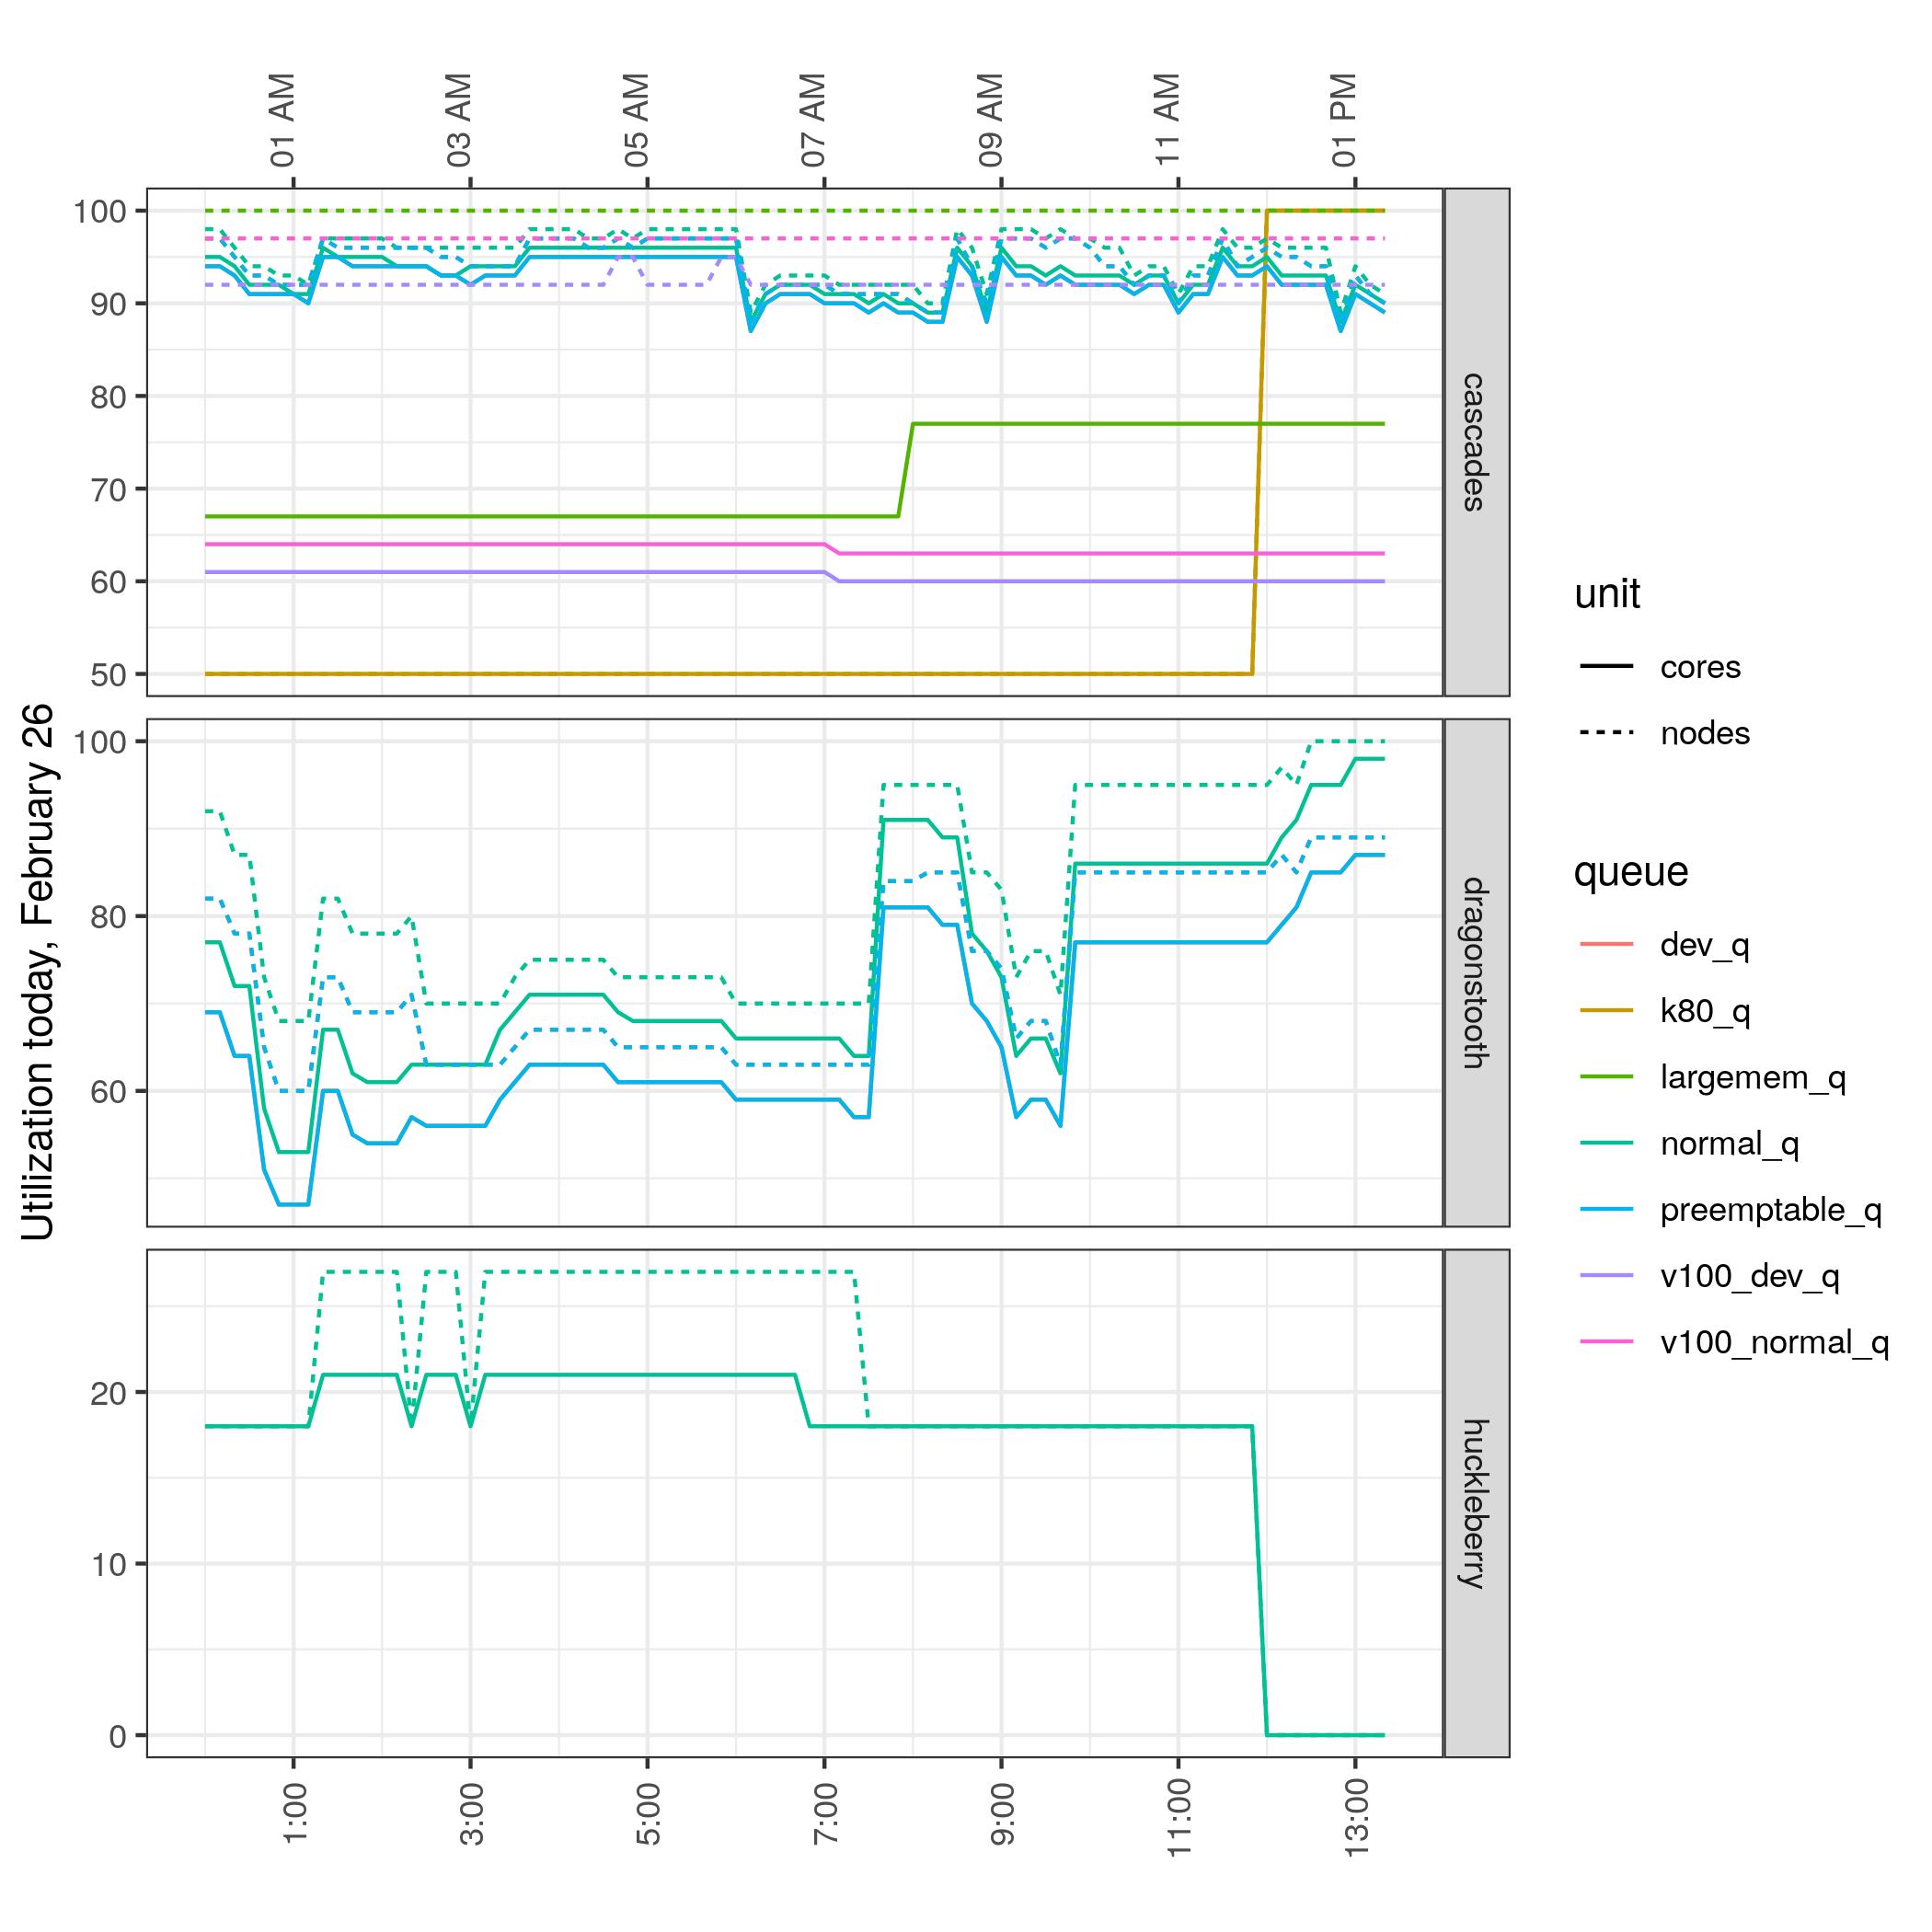 01 AM
03 AM
05 AM
07 AM
09 AM
11 AM
01 PM
Utilization today, February 26
100
90
80
70
60
50
cascades
100
80
60
dragonstooth
20
10
0
huckleberry
1:00
3:00
5:00
7:00
9:00
11:00
13:00
unit
cores
nodes
queue
dev_q
k80_q
largemem_q
normal_q
preemptable_q
v100_dev_q
v100_normal_q